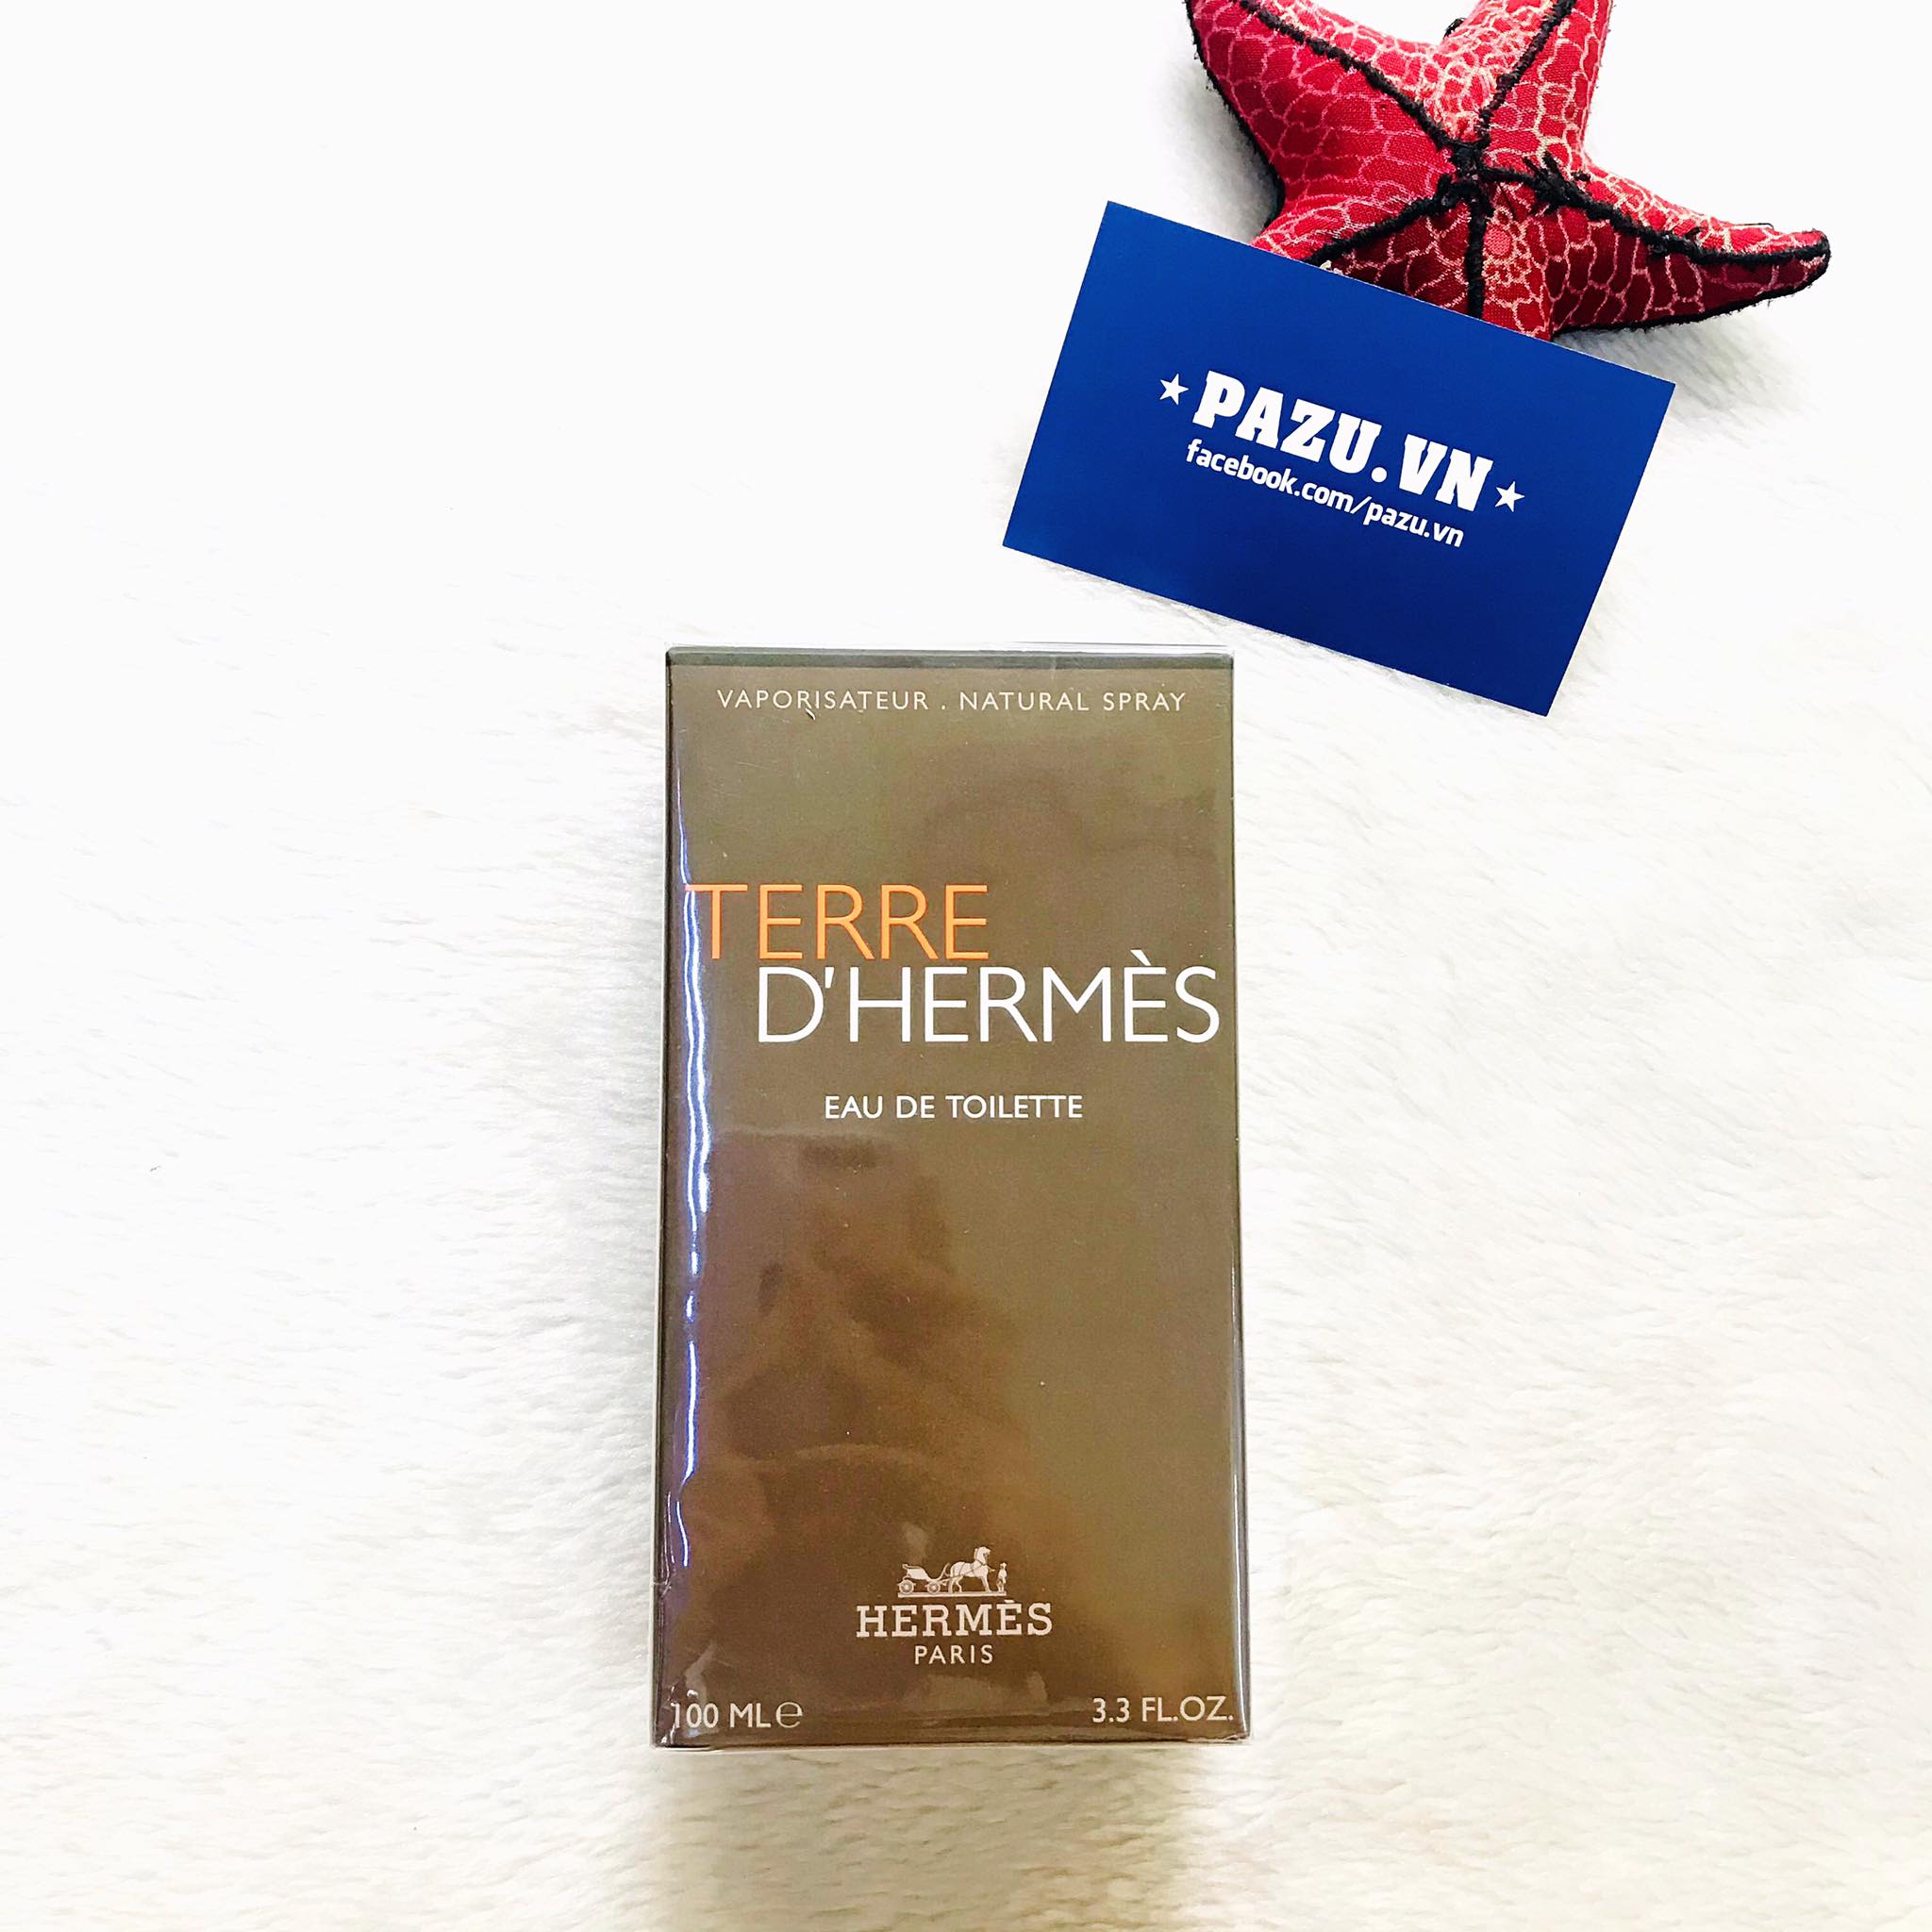 ★ PAZU.VN ★
facebook.com/pazu.vn
VAPORISATEUR . NATURAL SPRAY
TERRE
D'HERMÈS
EAU DE TOILETTE
HERMÈS
PARIS
100 ML ℮ 3.3 FL.OZ.